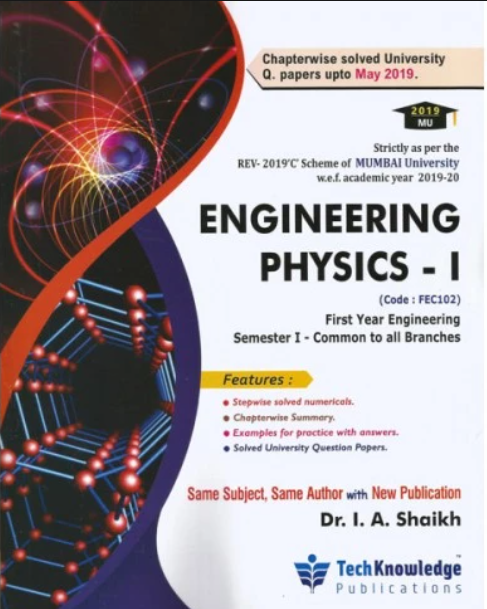 Chapterwise solved University
Q. papers upto May 2019.
2019
MU
Strictly as per the
REV- 2019'C' Scheme of MUMBAI University
w.e.f. academic year 2019-20
ENGINEERING
PHYSICS - I
(Code : FEC102)
First Year Engineering
Semester I - Common to all Branches
Features :
Stepwise solved numericals.
Chapterwise Summary.
Examples for practice with answers.
Solved University Question Papers.
Same Subject, Same Author with New Publication
Dr. I. A. Shaikh
TechKnowledge™
Publications